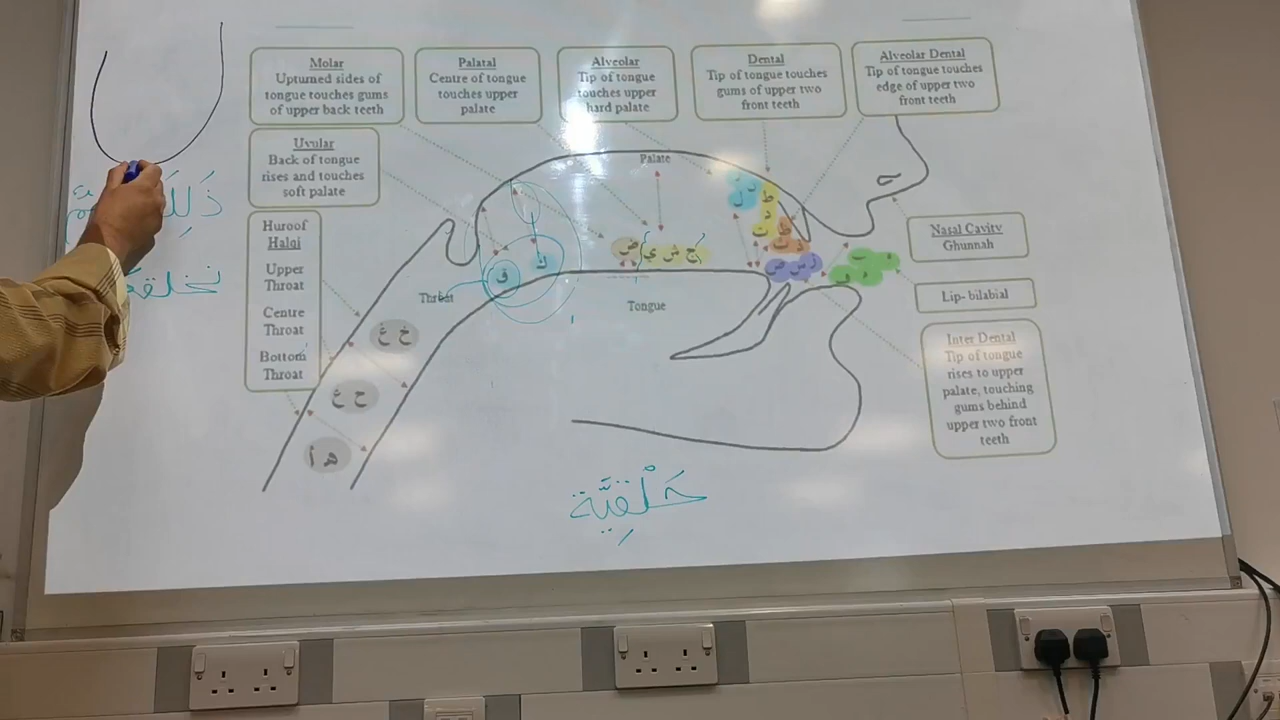 Molar
Upturned sides of
tongue touches gums
of upper back teeth
Palatal
Centre of tongue
touches upper
palate
Alveolar
Tip of tongue
touches upper
hard palate
Dental
Tip of tongue touches
gums of upper two
front teeth
Alveolar Dental
Tip of tongue touches
edge of upper two
front teeth
Uvular
Back of tongue
rises and touches
soft palate
Huroof
Halqi
Upper
Throat
Centre
Throat
Bottom
Throat
Palate
Throat
Tongue
Nasal Cavity
Ghunnah
Lip- bilabial
Inter Dental
Tip of tongue
rises to upper
palate, touching
gums behind
upper two front
teeth
ل
ط
د
ت
ض
ج ش ي
ك
ق
ز س ص
خ غ
ح ع
ه أ
حَلْقِيَّة